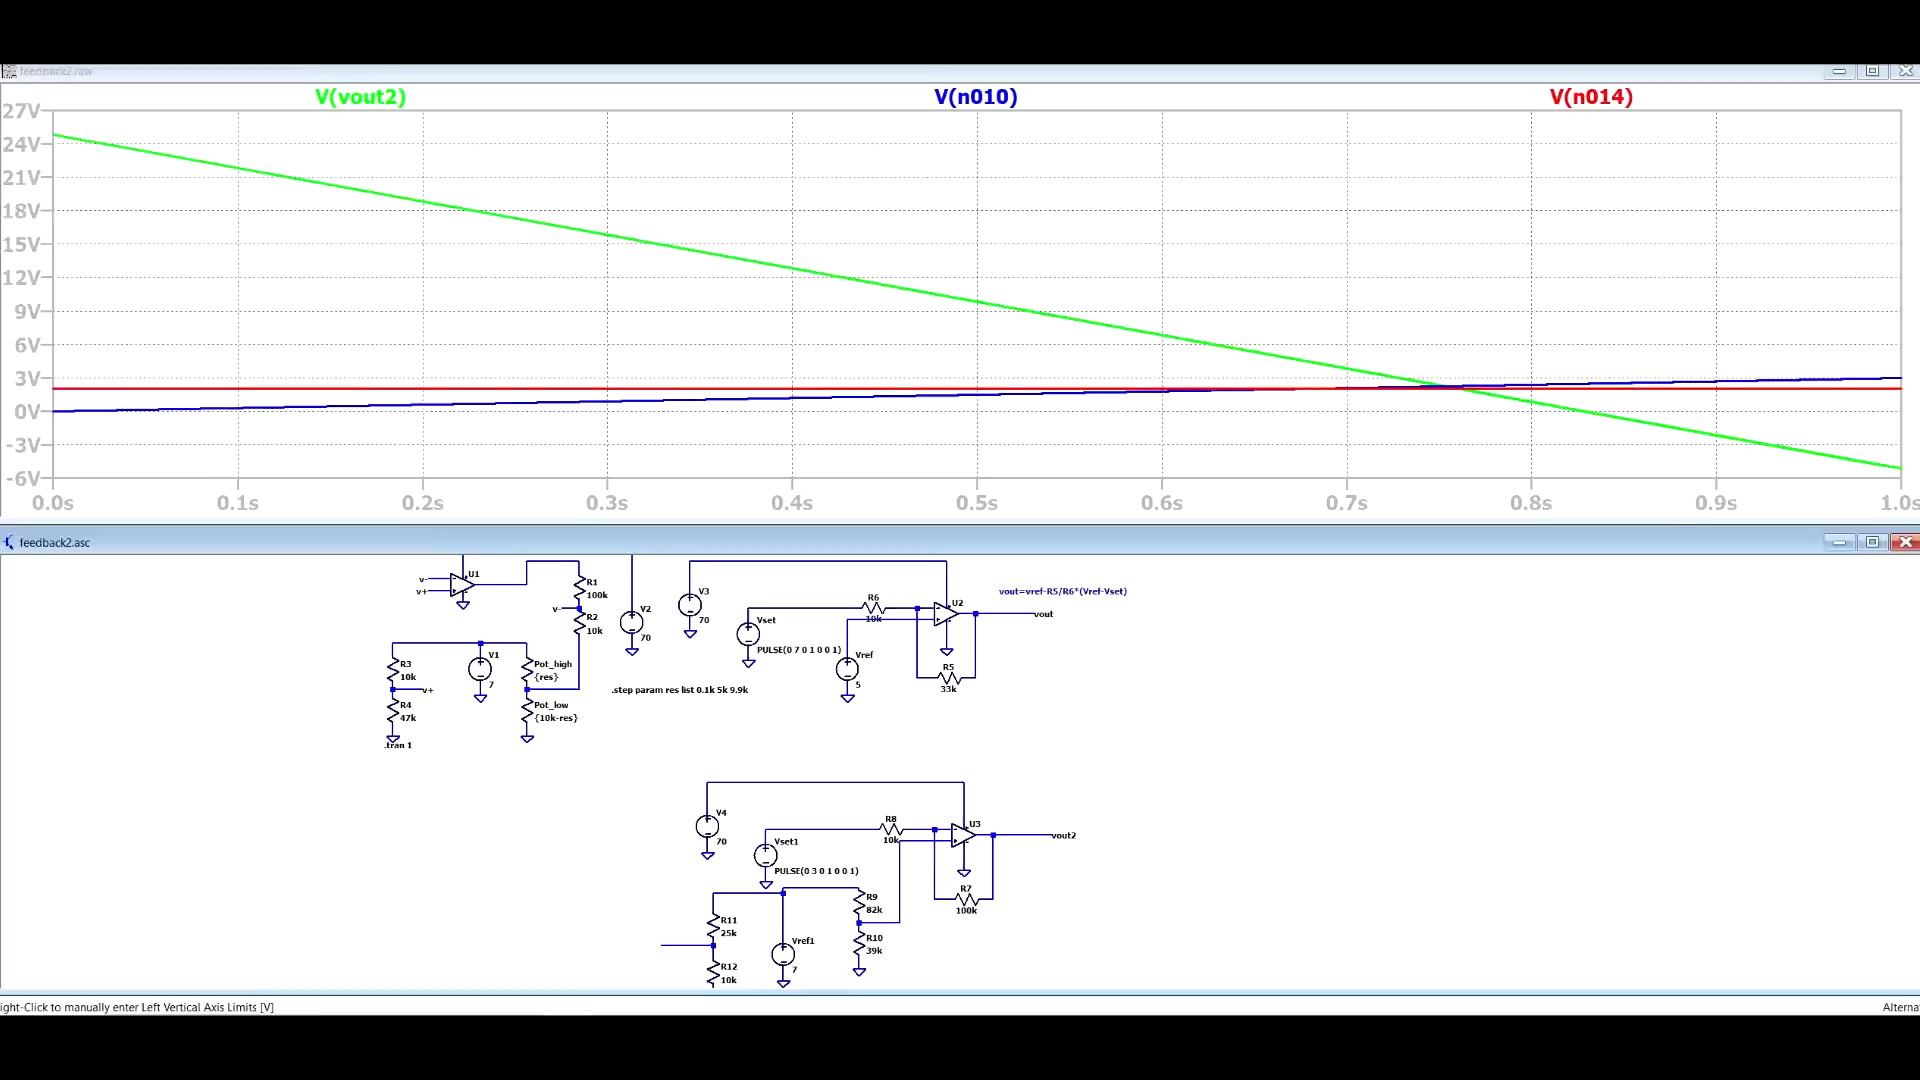 feedback2.raw
V(vout2) V(n010) V(n014)
27V
24V
21V
18V
15V
12V
9V
6V
3V
0V
-3V
-6V
0.0s 0.1s 0.2s 0.3s 0.4s 0.5s 0.6s 0.7s 0.8s 0.9s 1.0s
feedback2.asc
v-
v+
U1
R1
100k
v-
R2
10k
V2
70
V3
70
Vset
PULSE(0 7 0 1 0 0 1)
R6
10k
U2
vout=vref-R5/R6*(Vref-Vset)
vout
Vref
5
R5
33k
R3
10k
v+
R4
47k
.tran 1
V1
7
Pot_high
{res}
Pot_low
{10k-res}
.step param res list 0.1k 5k 9.9k
V4
70
Vset1
PULSE(0 3 0 1 0 0 1)
R8
10k
U3
vout2
R7
100k
R9
82k
R10
39k
R11
25k
R12
10k
Vref1
7
ight-Click to manually enter Left Vertical Axis Limits [V]
Alterna